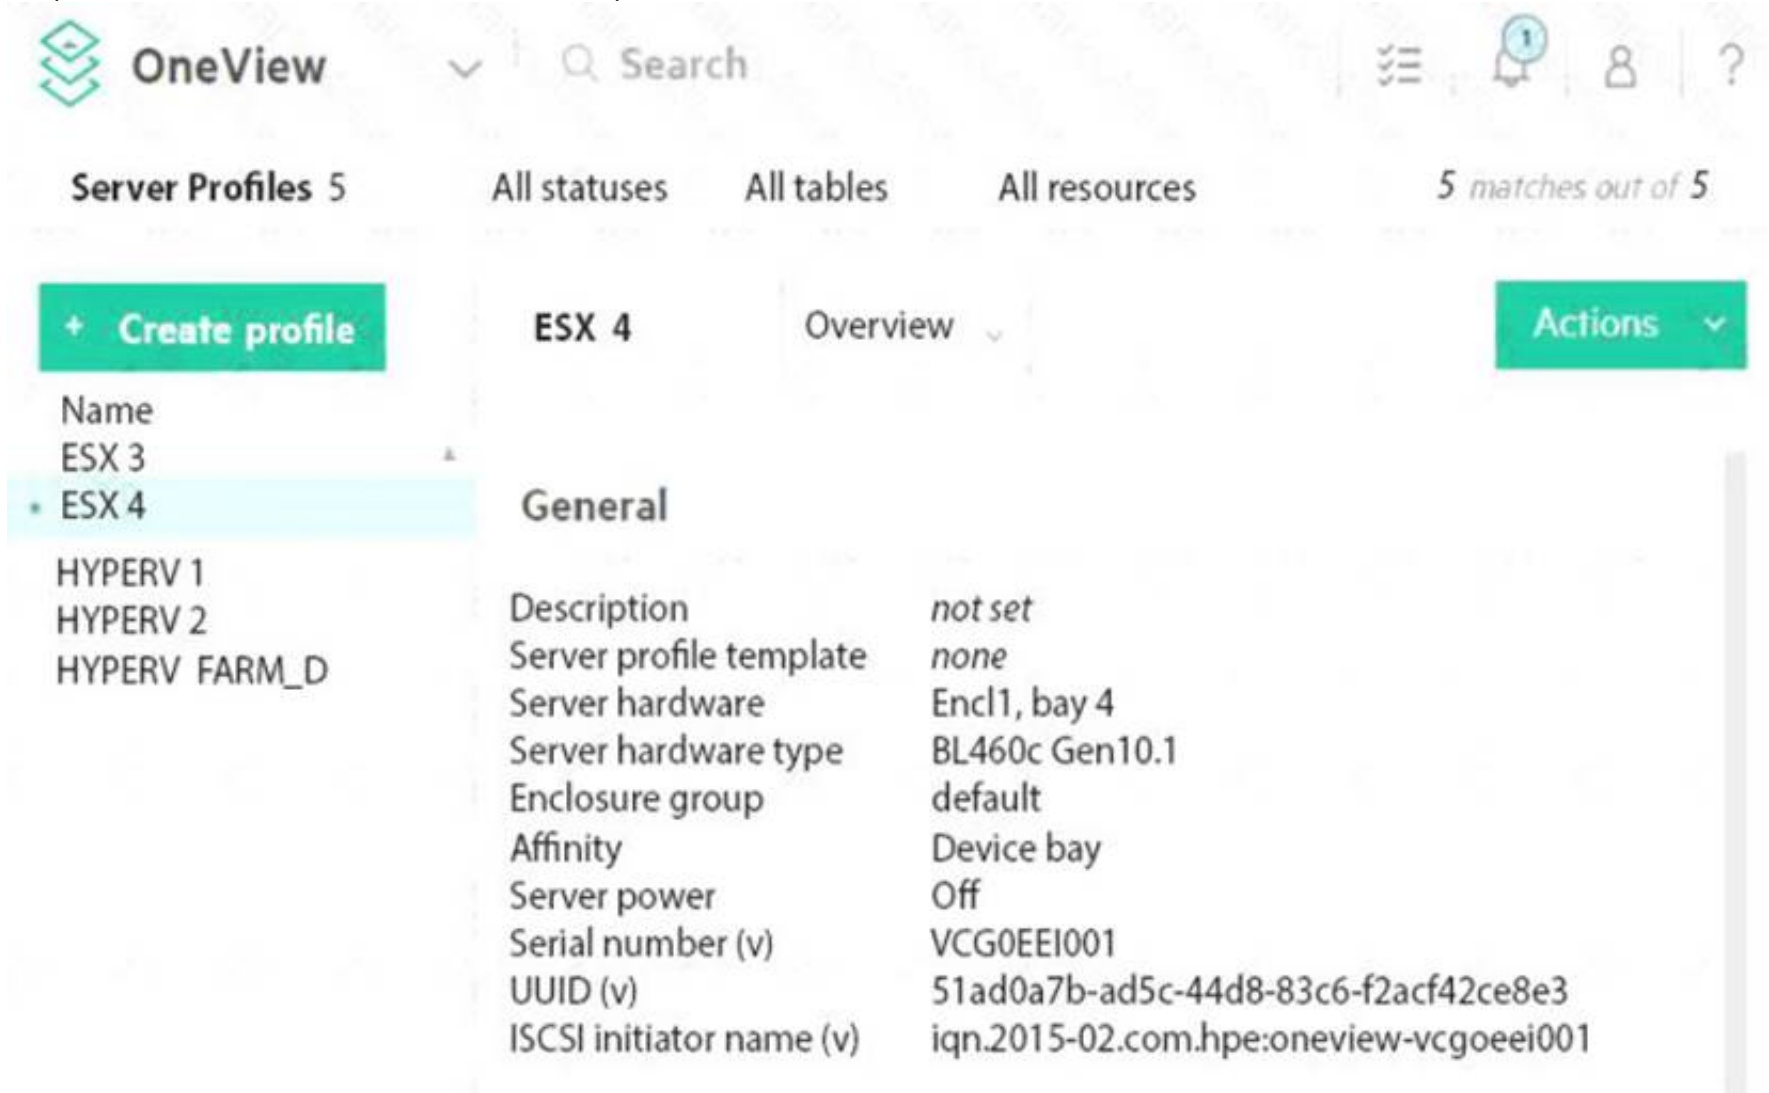 OneView
Search
1
?
Server Profiles 5
All statuses
All tables
All resources
5 matches out of 5
+ Create profile
Name
ESX 3
ESX 4
HYPERV 1
HYPERV 2
HYPERV FARM_D
ESX 4
Overview
Actions
General
Description not set
Server profile template none
Server hardware Encl1, bay 4
Server hardware type BL460c Gen10.1
Enclosure group default
Affinity Device bay
Server power Off
Serial number (v) VCG0EEI001
UUID (v) 51ad0a7b-ad5c-44d8-83c6-f2acf42ce8e3
ISCSI initiator name (v) iqn.2015-02.com.hpe:oneview-vcgoeei001